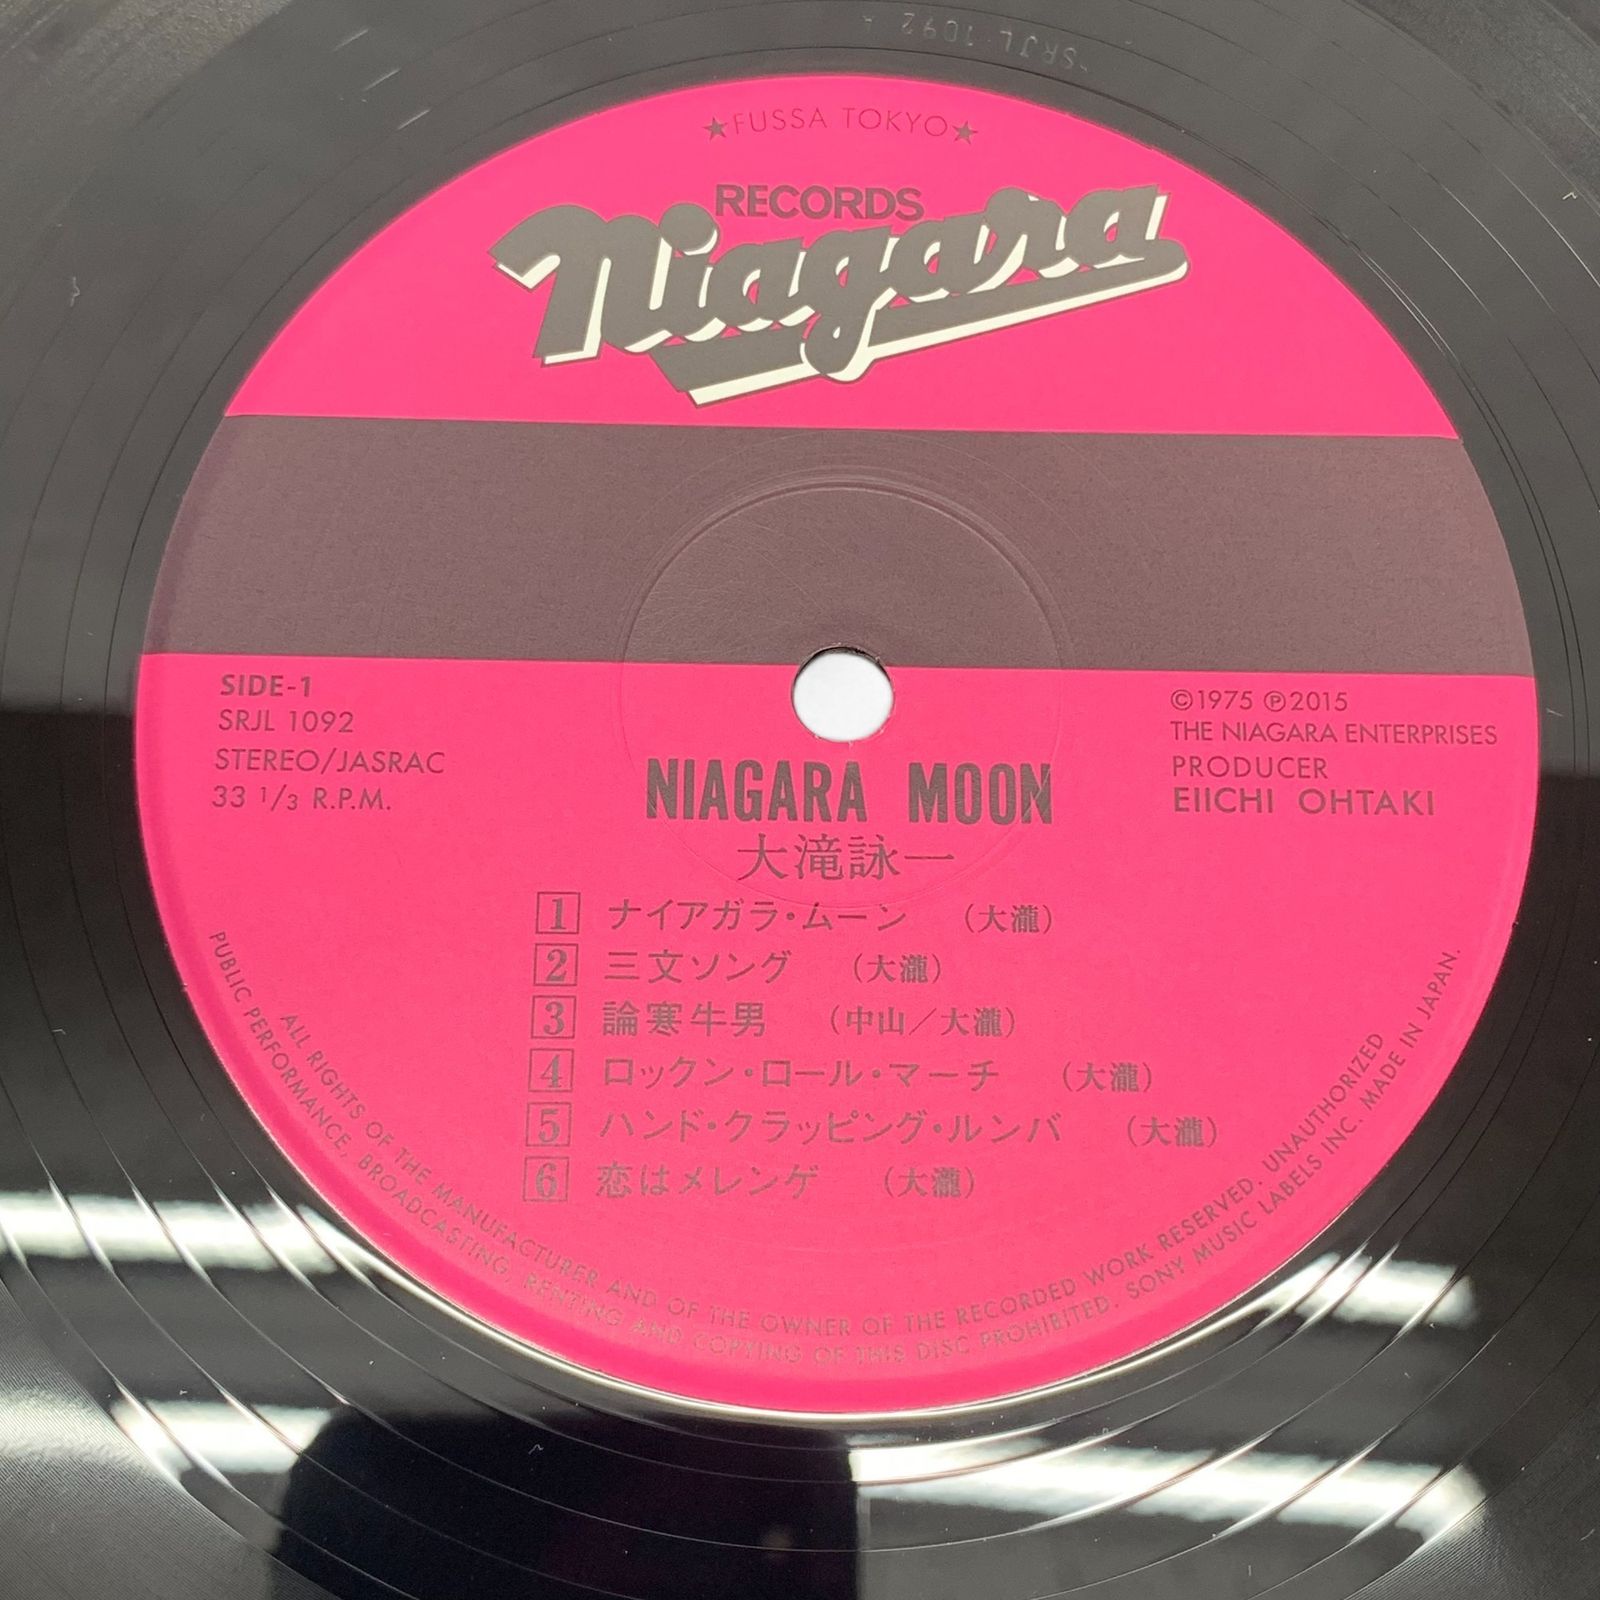 SRJL 1092 A
★FUSSA TOKYO★
RECORDS
Niagara
SIDE-1
SRJL 1092
STEREO/JASRAC
33 1/3 R.P.M.
©1975 ℗2015
THE NIAGARA ENTERPRISES
PRODUCER
EIICHI OHTAKI
NIAGARA MOON
大滝詠一
1 ナイアガラ・ムーン (大瀧)
2 三文ソング (大瀧)
3 論寒牛男 (中山/大瀧)
4 ロックン・ロール・マーチ (大瀧)
5 ハンド・クラッピング・ルンバ (大瀧)
6 恋はメレンゲ (大瀧)
ALL RIGHTS OF THE MANUFACTURER AND OF THE OWNER OF THE RECORDED WORK RESERVED. UNAUTHORIZED
PUBLIC PERFORMANCE, BROADCASTING, RENTING AND COPYING OF THIS DISC PROHIBITED. SONY MUSIC LABELS INC. MADE IN JAPAN.